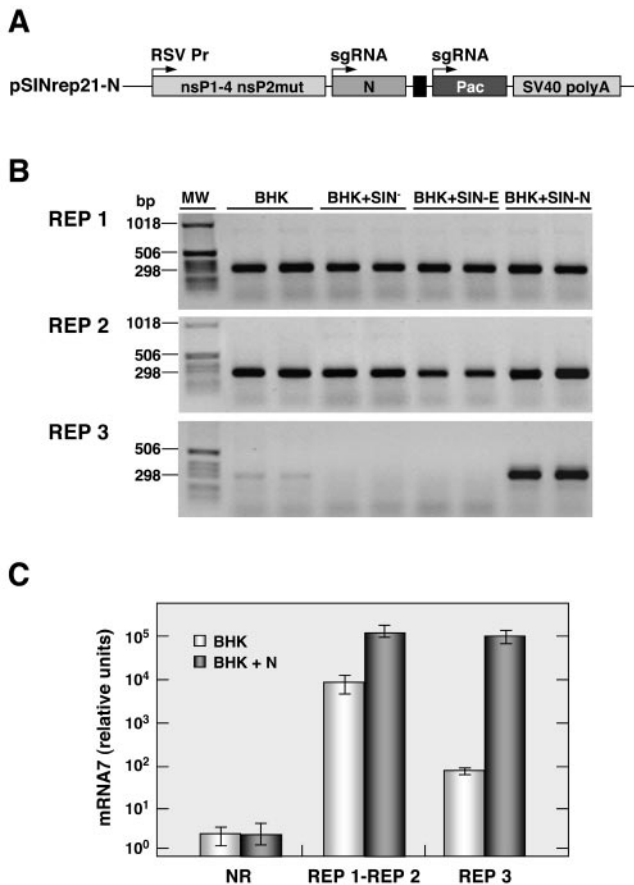 A
RSV Pr sgRNA sgRNA
pSINrep21-N nsP1-4 nsP2mut N Pac SV40 polyA
B
bp MW BHK BHK+SIN- BHK+SIN-E BHK+SIN-N
REP 1
1018
506
298
REP 2
1018
506
298
REP 3
506
298
C
mRNA7 (relative units)
BHK
BHK + N
10⁵
10⁴
10³
10²
10¹
10⁰
NR REP 1-REP 2 REP 3